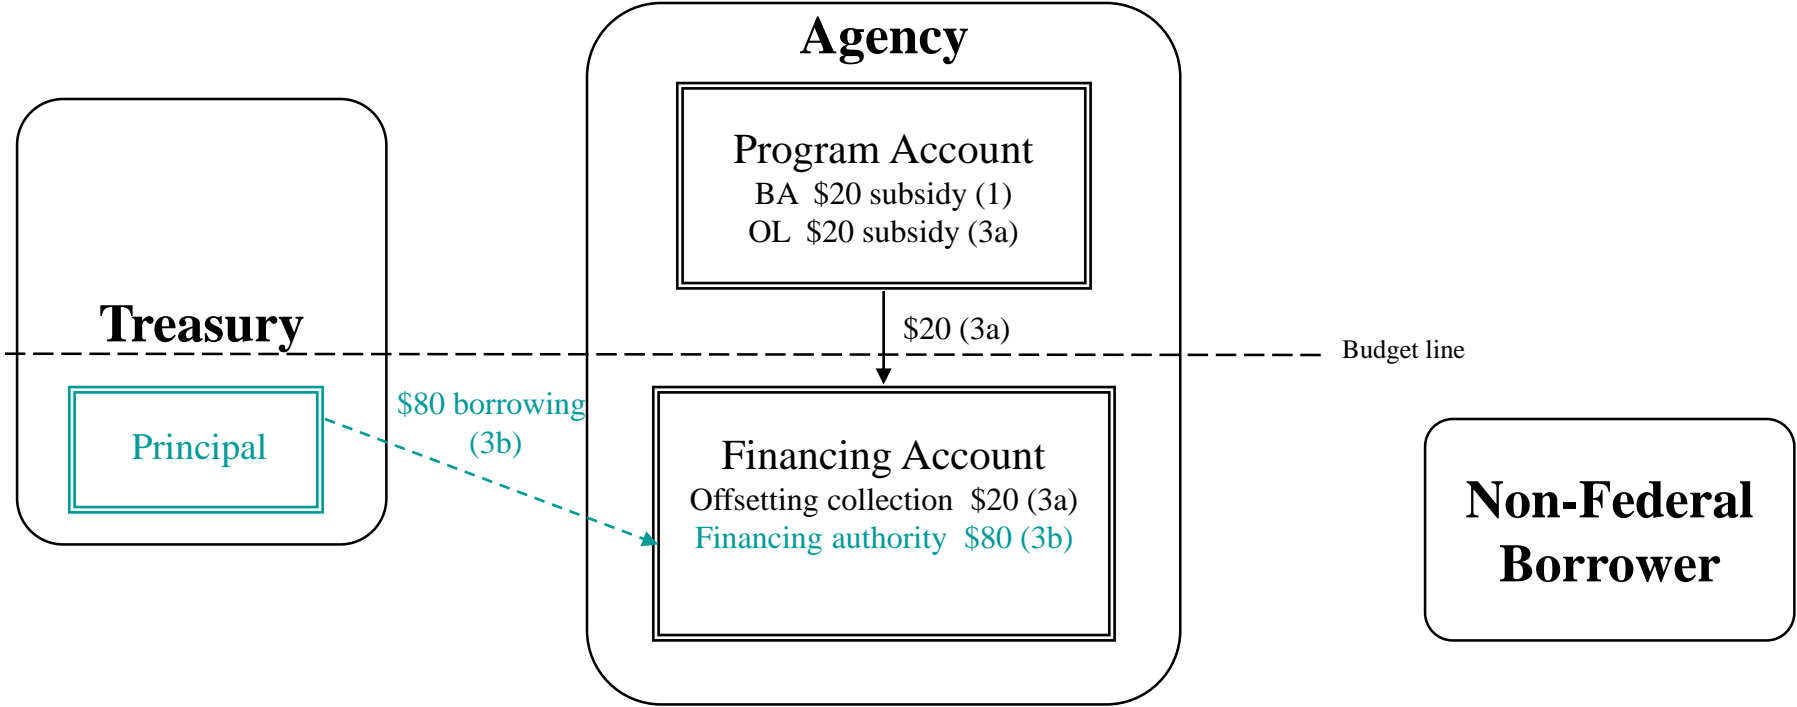 Agency
Program Account
BA $20 subsidy (1)
OL $20 subsidy (3a)
Treasury
$20 (3a)
Budget line
$80 borrowing
(3b)
Principal
Financing Account
Offsetting collection $20 (3a)
Financing authority $80 (3b)
Non-Federal
Borrower